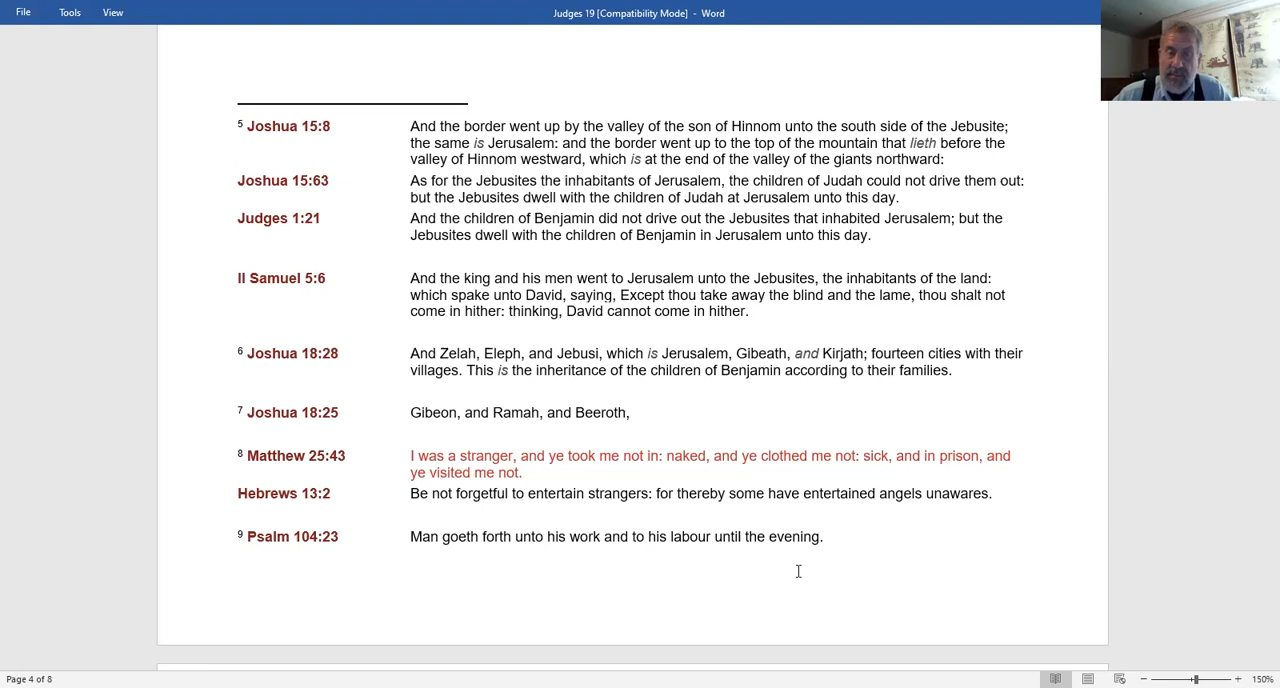 File Tools View Judges 19 [Compatibility Mode] - Word
5 Joshua 15:8 And the border went up by the valley of the son of Hinnom unto the south side of the Jebusite;
the same is Jerusalem: and the border went up to the top of the mountain that lieth before the
valley of Hinnom westward, which is at the end of the valley of the giants northward:
Joshua 15:63 As for the Jebusites the inhabitants of Jerusalem, the children of Judah could not drive them out:
but the Jebusites dwell with the children of Judah at Jerusalem unto this day.
Judges 1:21 And the children of Benjamin did not drive out the Jebusites that inhabited Jerusalem; but the
Jebusites dwell with the children of Benjamin in Jerusalem unto this day.
II Samuel 5:6 And the king and his men went to Jerusalem unto the Jebusites, the inhabitants of the land:
which spake unto David, saying, Except thou take away the blind and the lame, thou shalt not
come in hither: thinking, David cannot come in hither.
6 Joshua 18:28 And Zelah, Eleph, and Jebusi, which is Jerusalem, Gibeath, and Kirjath; fourteen cities with their
villages. This is the inheritance of the children of Benjamin according to their families.
7 Joshua 18:25 Gibeon, and Ramah, and Beeroth,
8 Matthew 25:43 I was a stranger, and ye took me not in: naked, and ye clothed me not: sick, and in prison, and
ye visited me not.
Hebrews 13:2 Be not forgetful to entertain strangers: for thereby some have entertained angels unawares.
9 Psalm 104:23 Man goeth forth unto his work and to his labour until the evening.
Page 4 of 8 150%